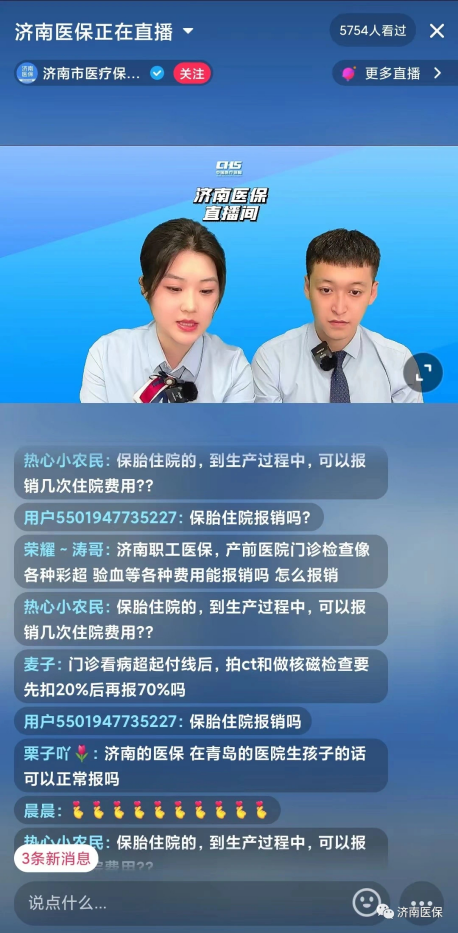 济南医保正在直播
5754人看过
济南
医保
济南市医疗保...
关注
更多直播
CHS
中国医疗保障
济南医保
直播间
热心小农民：保胎住院的，到生产过程中，可以报
销几次住院费用??
用户5501947735227：保胎住院报销吗?
荣耀～涛哥：济南职工医保，产前医院门诊检查像
各种彩超 验血等各种费用能报销吗 怎么报销
热心小农民：保胎住院的，到生产过程中，可以报
销几次住院费用??
麦子：门诊看病超起付线后，拍ct和做核磁检查要
先扣20%后再报70%吗
用户5501947735227：保胎住院报销吗
栗子吖🌷：济南的医保 在青岛的医院生孩子的话
可以正常报吗
晨晨：
热心小农民：保胎住院的，到生产过程中，可以报
3条新消息
院费用??
说点什么...
济南医保